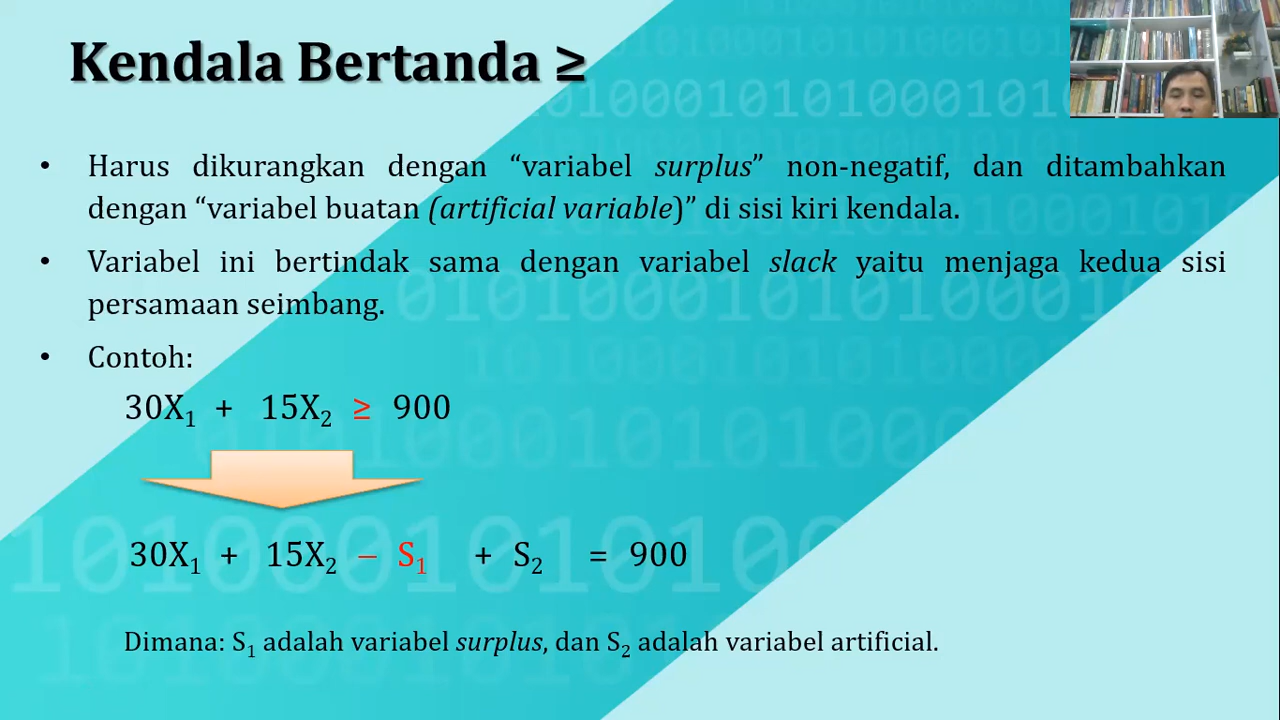 Kendala Bertanda ≥
• Harus dikurangkan dengan “variabel surplus” non-negatif, dan ditambahkan
dengan “variabel buatan (artificial variable)” di sisi kiri kendala.
• Variabel ini bertindak sama dengan variabel slack yaitu menjaga kedua sisi
persamaan seimbang.
• Contoh:
30X₁ + 15X₂ ≥ 900
30X₁ + 15X₂ – S₁ + S₂ = 900
Dimana: S₁ adalah variabel surplus, dan S₂ adalah variabel artificial.